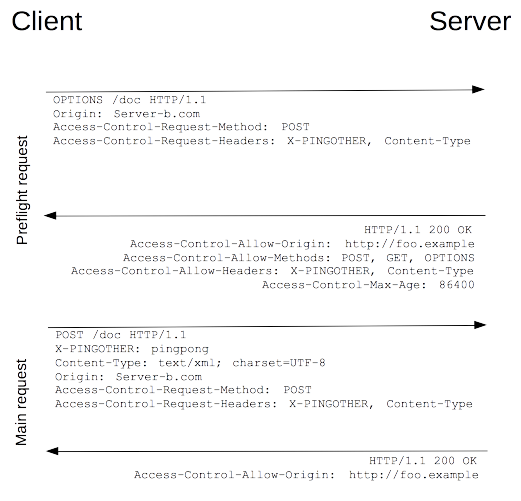 Client
Server
Preflight request
OPTIONS /doc HTTP/1.1
Origin: Server-b.com
Access-Control-Request-Method: POST
Access-Control-Request-Headers: X-PINGOTHER, Content-Type
HTTP/1.1 200 OK
Access-Control-Allow-Origin: http://foo.example
Access-Control-Allow-Methods: POST, GET, OPTIONS
Access-Control-Allow-Headers: X-PINGOTHER, Content-Type
Access-Control-Max-Age: 86400
Main request
POST /doc HTTP/1.1
X-PINGOTHER: pingpong
Content-Type: text/xml; charset=UTF-8
Origin: Server-b.com
Access-Control-Request-Method: POST
Access-Control-Request-Headers: X-PINGOTHER, Content-Type
HTTP/1.1 200 OK
Access-Control-Allow-Origin: http://foo.example